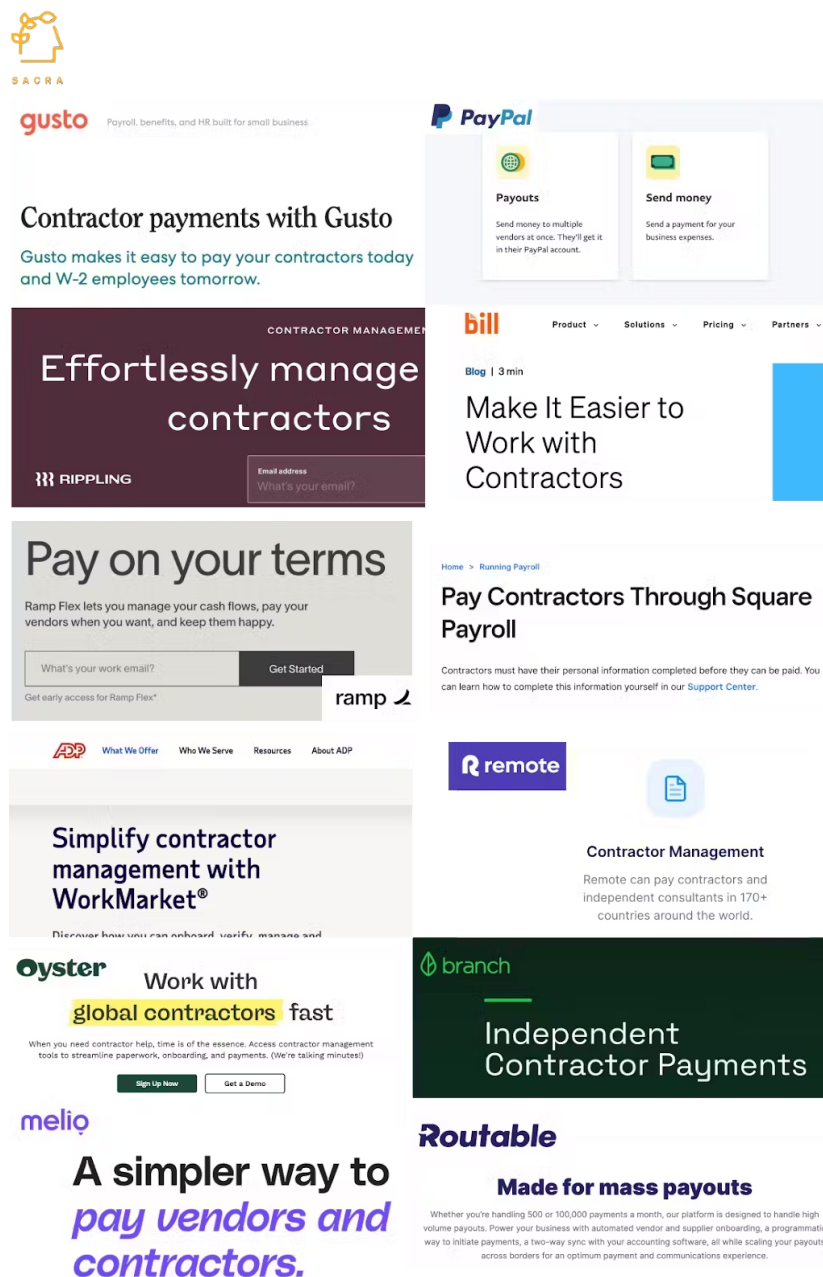 SACRA
gusto
Payroll, benefits, and HR built for small business
Contractor payments with Gusto
Gusto makes it easy to pay your contractors today
and W-2 employees tomorrow.
PayPal
Payouts
Send money to multiple
vendors at once. They'll get it
in their PayPal account.
Send money
Send a payment for your
business expenses.
CONTRACTOR MANAGEMEN
Effortlessly manage
contractors
RIPPLING
Email address
What's your email?
bill
Product
Solutions
Pricing
Partners
Blog | 3 min
Make It Easier to
Work with
Contractors
Pay on your terms
Ramp Flex lets you manage your cash flows, pay your
vendors when you want, and keep them happy.
What's your work email?
Get Started
Get early access for Ramp Flex*
ramp
Home > Running Payroll
Pay Contractors Through Square
Payroll
Contractors must have their personal information completed before they can be paid. You
can learn how to complete this information yourself in our Support Center.
ADP
What We Offer
Who We Serve
Resources
About ADP
Simplify contractor
management with
WorkMarket®
Discover how you can onboard, verify, manage and
remote
Contractor Management
Remote can pay contractors and
independent consultants in 170+
countries around the world.
Oyster
Work with
global contractors fast
When you need contractor help, time is of the essence. Access contractor management
tools to streamline paperwork, onboarding, and payments. (We're talking minutes!)
Sign Up Now
Get a Demo
branch
Independent
Contractor Payments
melio
A simpler way to
pay vendors and
contractors.
Routable
Made for mass payouts
Whether you're handling 500 or 100,000 payments a month, our platform is designed to handle high
volume payouts. Power your business with automated vendor and supplier onboarding, a programmatic
way to initiate payments, a two-way sync with your accounting software, all while scaling your payouts
across borders for an optimum payment and communications experience.